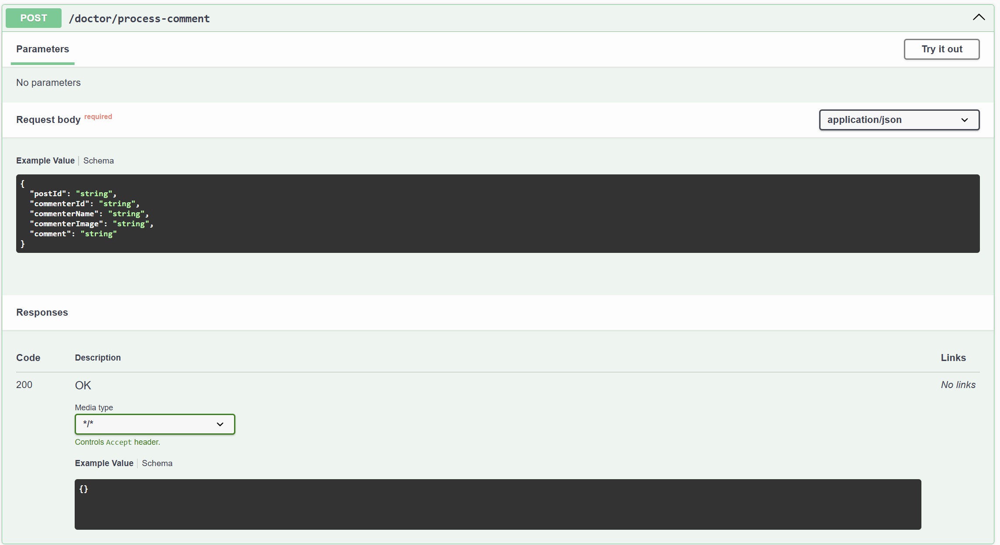 POST /doctor/process-comment
Parameters
Try it out
No parameters
Request body required
application/json
Example Value Schema
{
  "postId": "string",
  "commenterId": "string",
  "commenterName": "string",
  "commenterImage": "string",
  "comment": "string"
}
Responses
Code Description Links
200 OK No links
Media type
*/*
Controls Accept header.
Example Value Schema
{}